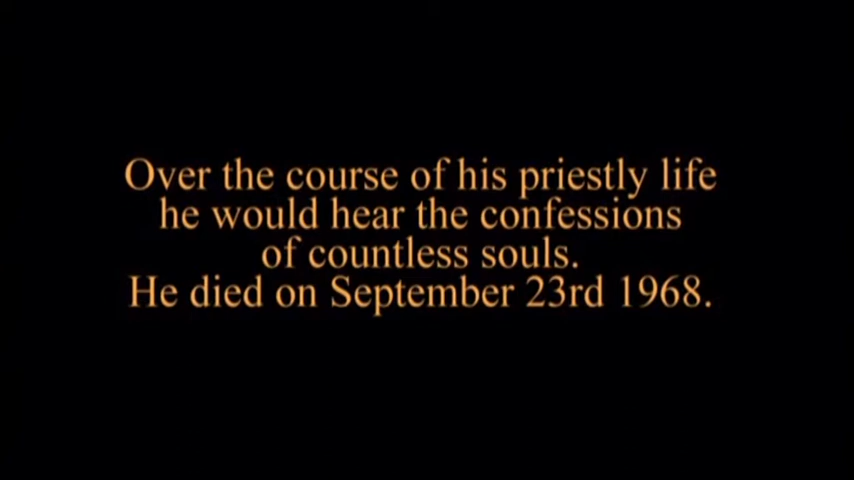 Over the course of his priestly life
he would hear the confessions
of countless souls.
He died on September 23rd 1968.